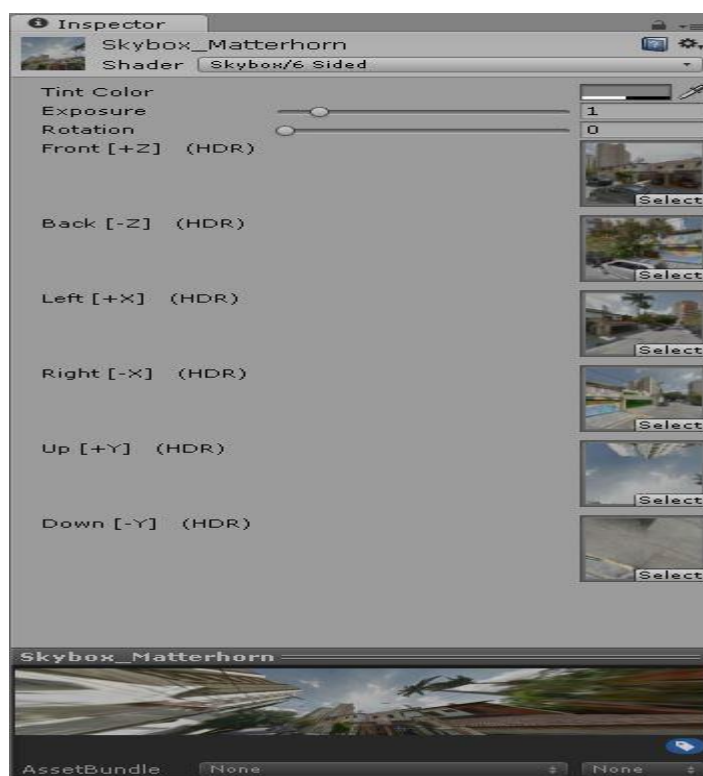 Inspector
Skybox_Matterhorn
Shader Skybox/6 Sided
Tint Color
Exposure 1
Rotation 0
Front [+Z] (HDR)
Select
Back [-Z] (HDR)
Select
Left [+X] (HDR)
Select
Right [-X] (HDR)
Select
Up [+Y] (HDR)
Select
Down [-Y] (HDR)
Select
Skybox_Matterhorn
AssetBundle None None